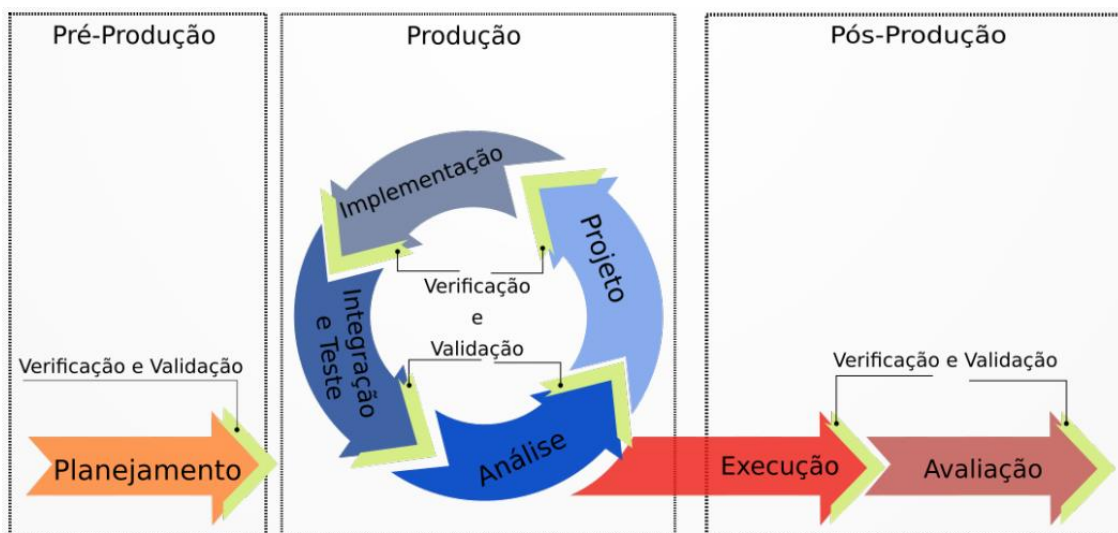 Pré-Produção
Produção
Pós-Produção
Implementação
Projeto
Verificação
e
Validação
Integração
e Teste
Análise
Verificação e Validação
Planejamento
Verificação e Validação
Execução
Avaliação